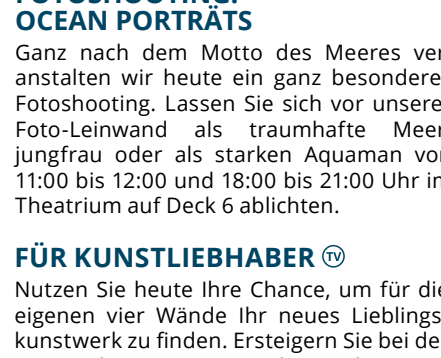 FOTOSHOOTING:
OCEAN PORTRÄTS
Ganz nach dem Motto des Meeres ver
anstalten wir heute ein ganz besondere
Fotoshooting. Lassen Sie sich vor unsere
Foto-Leinwand als traumhafte Meer
jungfrau oder als starken Aquaman vo
11:00 bis 12:00 und 18:00 bis 21:00 Uhr i
Theatrium auf Deck 6 ablichten.
FÜR KUNSTLIEBHABER TV
Nutzen Sie heute Ihre Chance, um für die
eigenen vier Wände Ihr neues Lieblings
kunstwerk zu finden. Ersteigern Sie bei de